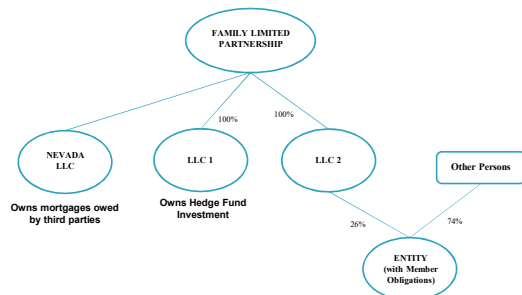 FAMILY LIMITED
PARTNERSHIP
100%
100%
NEVADA
LLC
LLC 1
LLC 2
Other Persons
Owns mortgages owed
by third parties
Owns Hedge Fund
Investment
26%
74%
ENTITY
(with Member
Obligations)